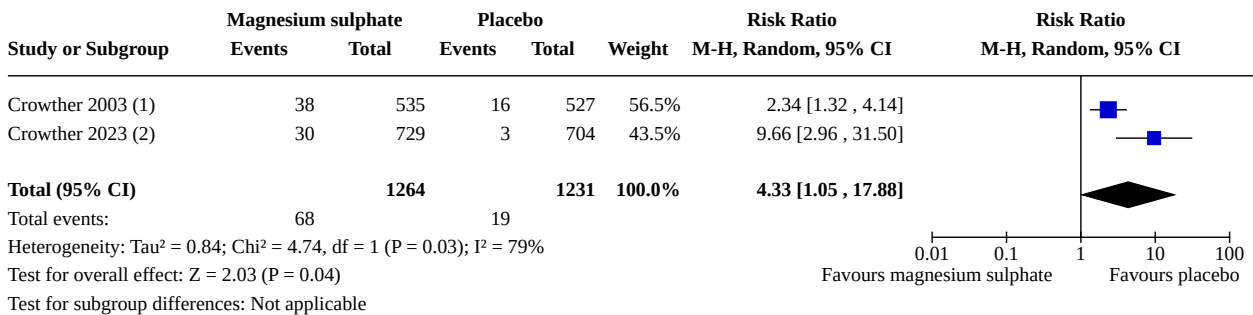 Magnesium sulphate Placebo Risk Ratio Risk Ratio
Study or Subgroup Events Total Events Total Weight M-H, Random, 95% CI M-H, Random, 95% CI
Crowther 2003 (1) 38 535 16 527 56.5% 2.34 [1.32 , 4.14]
Crowther 2023 (2) 30 729 3 704 43.5% 9.66 [2.96 , 31.50]
Total (95% CI) 1264 1231 100.0% 4.33 [1.05 , 17.88]
Total events: 68 19
Heterogeneity: Tau² = 0.84; Chi² = 4.74, df = 1 (P = 0.03); I² = 79%
0.01 0.1 1 10 100
Test for overall effect: Z = 2.03 (P = 0.04) Favours magnesium sulphate Favours placebo
Test for subgroup differences: Not applicable